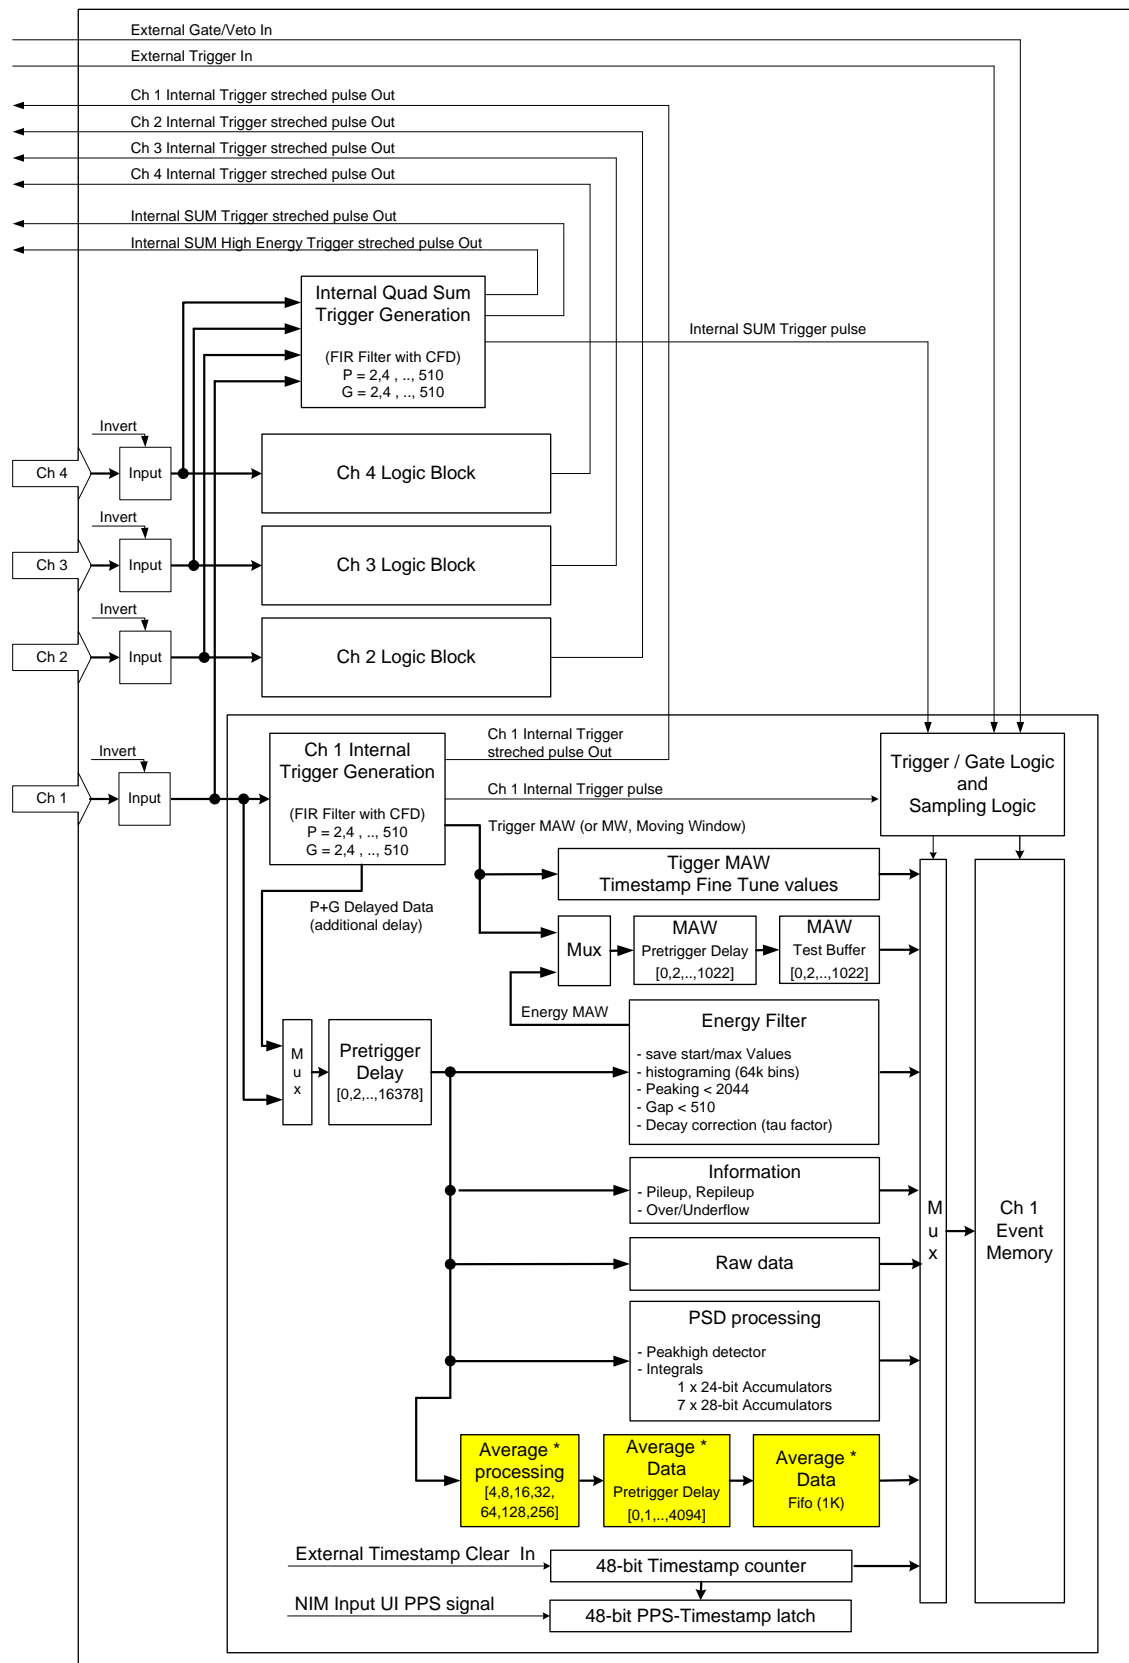 External Gate/Veto In
External Trigger In
Ch 1 Internal Trigger streched pulse Out
Ch 2 Internal Trigger streched pulse Out
Ch 3 Internal Trigger streched pulse Out
Ch 4 Internal Trigger streched pulse Out
Internal SUM Trigger streched pulse Out
Internal SUM High Energy Trigger streched pulse Out
Internal Quad Sum
Trigger Generation
(FIR Filter with CFD)
P = 2,4 , .., 510
G = 2,4 , .., 510
Internal SUM Trigger pulse
Invert
Ch 4
Input
Ch 4 Logic Block
Invert
Ch 3
Input
Ch 3 Logic Block
Invert
Ch 2
Input
Ch 2 Logic Block
Invert
Ch 1
Input
Ch 1 Internal
Trigger Generation
(FIR Filter with CFD)
P = 2,4 , .., 510
G = 2,4 , .., 510
Ch 1 Internal Trigger
streched pulse Out
Ch 1 Internal Trigger pulse
Trigger / Gate Logic
and
Sampling Logic
Trigger MAW (or MW, Moving Window)
Tigger MAW
Timestamp Fine Tune values
P+G Delayed Data
(additional delay)
Mux
MAW
Pretrigger Delay
[0,2,..,1022]
MAW
Test Buffer
[0,2,..,1022]
Energy MAW
Energy Filter
- save start/max Values
- histograming (64k bins)
- Peaking < 2044
- Gap < 510
- Decay correction (tau factor)
M
u
x
Pretrigger
Delay
[0,2,..,16378]
Information
- Pileup, Repileup
- Over/Underflow
M
u
x
Ch 1
Event
Memory
Raw data
PSD processing
- Peakhigh detector
- Integrals
1 x 24-bit Accumulators
7 x 28-bit Accumulators
Average *
processing
[4,8,16,32,
64,128,256]
Average *
Data
Pretrigger Delay
[0,1,..,4094]
Average *
Data
Fifo (1K)
External Timestamp Clear In
48-bit Timestamp counter
NIM Input UI PPS signal
48-bit PPS-Timestamp latch